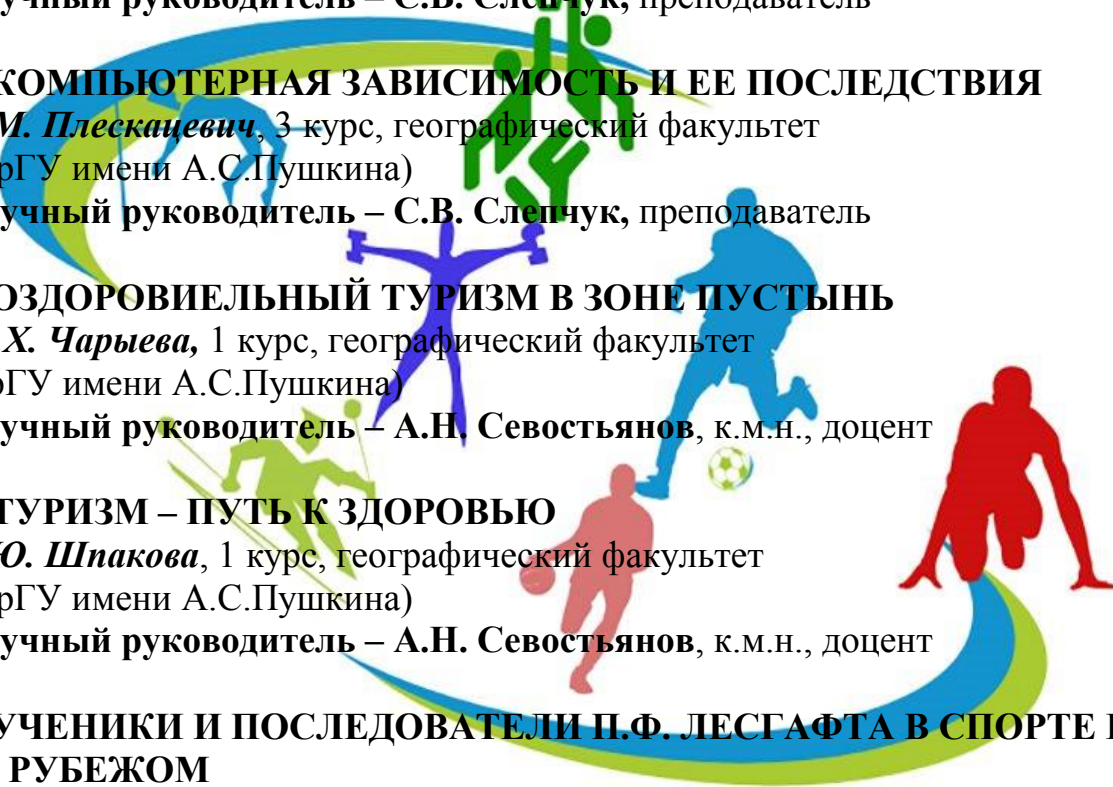 учный руководитель – С.В. Слепчук, преподаватель
КОМПЬЮТЕРНАЯ ЗАВИСИМОСТЬ И ЕЕ ПОСЛЕДСТВИЯ
М. Плескацевич, 3 курс, географический факультет
рГУ имени А.С.Пушкина)
учный руководитель – С.В. Слепчук, преподаватель
ОЗДОРОВИЕЛЬНЫЙ ТУРИЗМ В ЗОНЕ ПУСТЫНЬ
Х. Чарыева, 1 курс, географический факультет
рГУ имени А.С.Пушкина)
учный руководитель – А.Н. Севостьянов, к.м.н., доцент
ТУРИЗМ – ПУТЬ К ЗДОРОВЬЮ
Ю. Шпакова, 1 курс, географический факультет
рГУ имени А.С.Пушкина)
учный руководитель – А.Н. Севостьянов, к.м.н., доцент
УЧЕНИКИ И ПОСЛЕДОВАТЕЛИ П.Ф. ЛЕСГАФТА В СПОРТЕ
РУБЕЖОМ